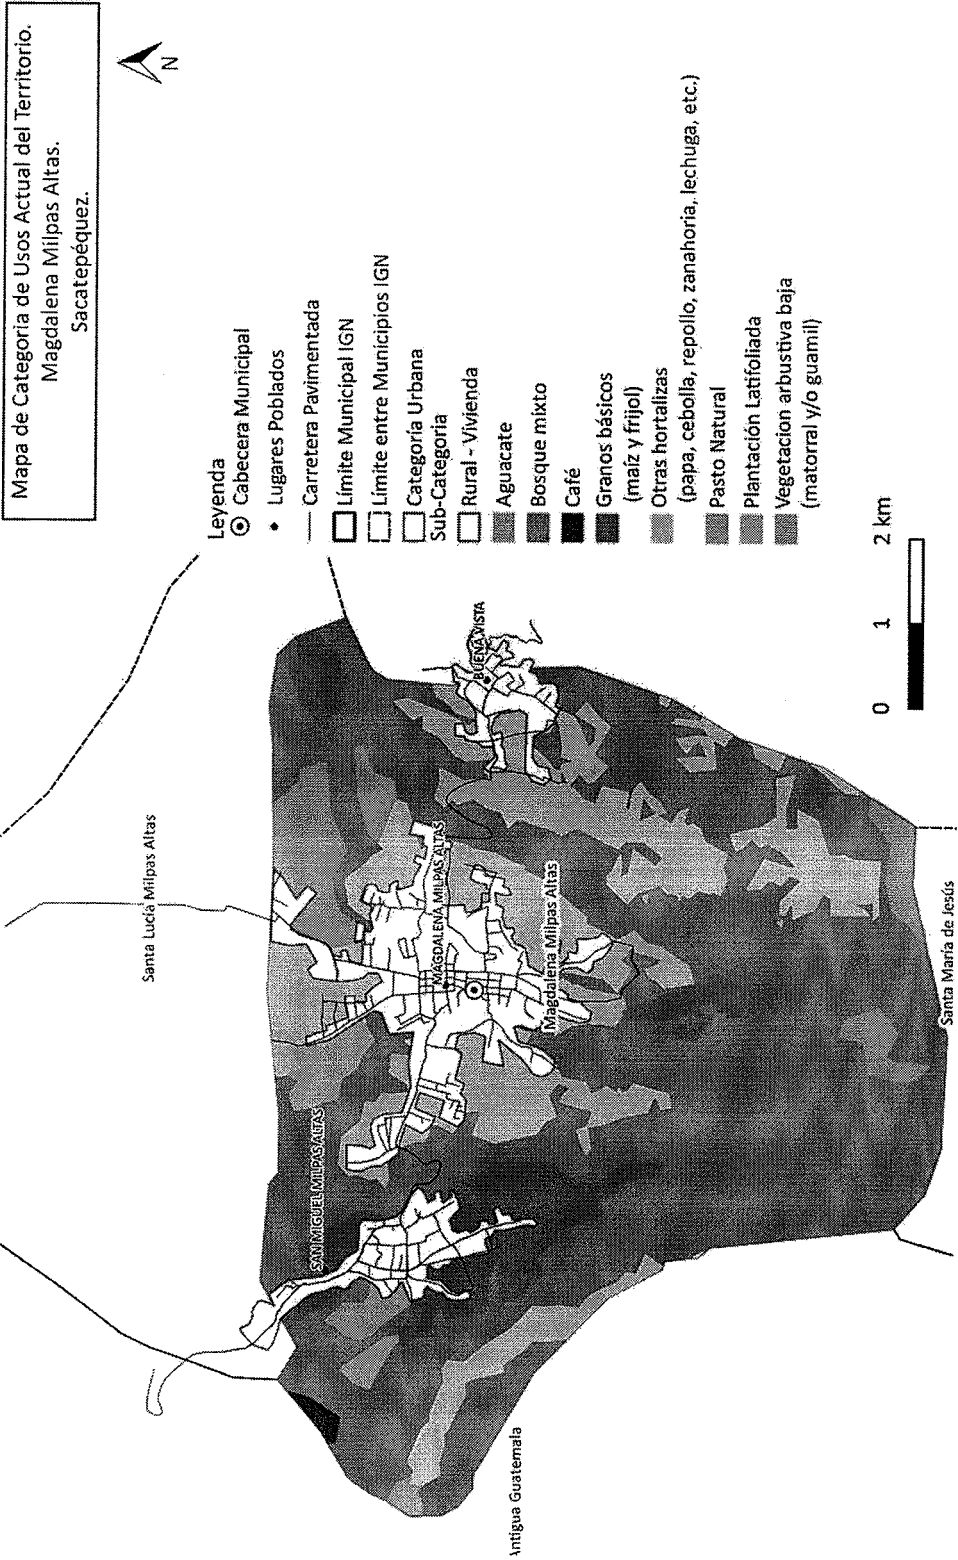 Mapa de Categoria de Usos Actual del Territorio.
Magdalena Milpas Altas.
Sacatepéquez.
N
Leyenda
Cabecera Municipal
Lugares Poblados
Carretera Pavimentada
Límite Municipal IGN
Límite entre Municipios IGN
Categoría Urbana
Sub-Categoria
Rural - Vivienda
Aguacate
Bosque mixto
Café
Granos básicos
(maíz y frijol)
Otras hortalizas
(papa, cebolla, repollo, zanahoria, lechuga, etc.)
Pasto Natural
Plantación Latifoliada
Vegetacion arbustiva baja
(matorral y/o guamil)
0 1 2 km
Santa Lucía Milpas Altas
SAN MIGUEL MILPAS ALTAS
MAGDALENA MILPAS ALTAS
BUENA VISTA
Magdalena Milpas Altas
Antigua Guatemala
Santa María de Jesús